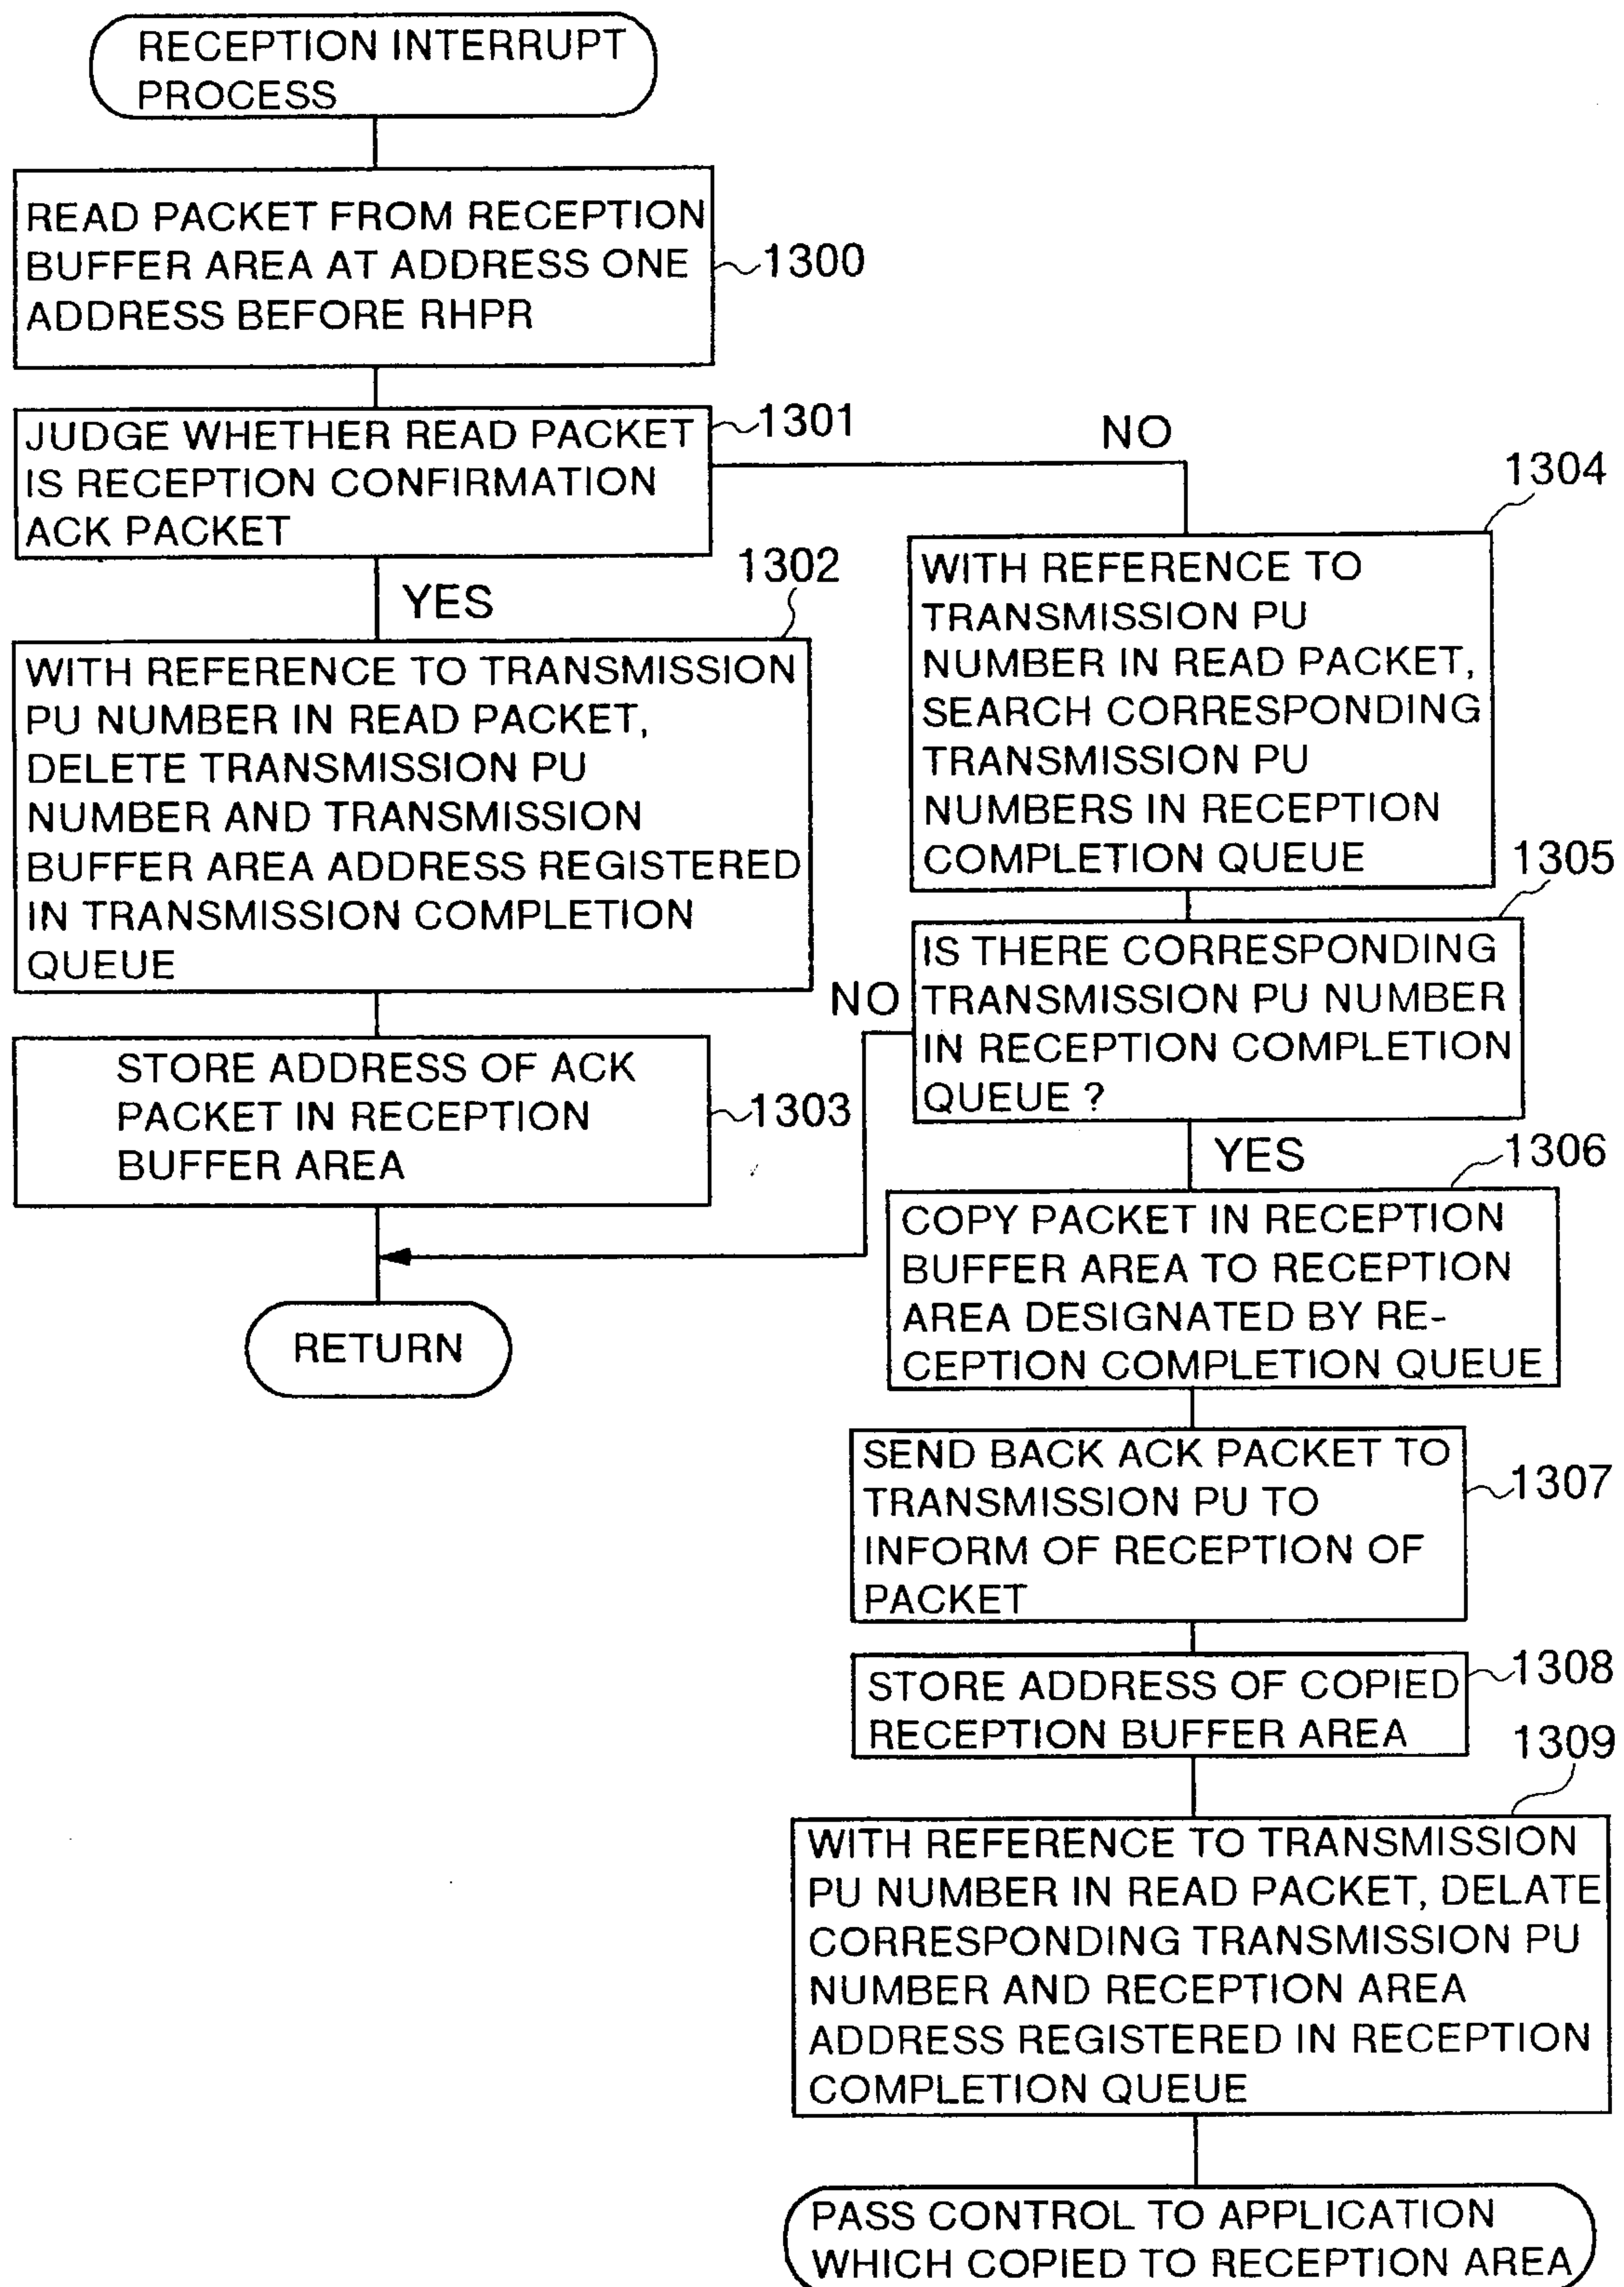 RECEPTION INTERRUPT
PROCESS
READ PACKET FROM RECEPTION
BUFFER AREA AT ADDRESS ONE
ADDRESS BEFORE RHPR
1300
JUDGE WHETHER READ PACKET
IS RECEPTION CONFIRMATION
ACK PACKET
1301
NO
YES
1302
WITH REFERENCE TO TRANSMISSION
PU NUMBER IN READ PACKET,
DELETE TRANSMISSION PU
NUMBER AND TRANSMISSION
BUFFER AREA ADDRESS REGISTERED
IN TRANSMISSION COMPLETION
QUEUE
STORE ADDRESS OF ACK
PACKET IN RECEPTION
BUFFER AREA
1303
RETURN
1304
WITH REFERENCE TO
TRANSMISSION PU
NUMBER IN READ PACKET,
SEARCH CORRESPONDING
TRANSMISSION PU
NUMBERS IN RECEPTION
COMPLETION QUEUE
1305
IS THERE CORRESPONDING
TRANSMISSION PU NUMBER
IN RECEPTION COMPLETION
QUEUE ?
NO
YES
1306
COPY PACKET IN RECEPTION
BUFFER AREA TO RECEPTION
AREA DESIGNATED BY RE-
CEPTION COMPLETION QUEUE
SEND BACK ACK PACKET TO
TRANSMISSION PU TO
INFORM OF RECEPTION OF
PACKET
1307
STORE ADDRESS OF COPIED
RECEPTION BUFFER AREA
1308
1309
WITH REFERENCE TO TRANSMISSION
PU NUMBER IN READ PACKET, DELATE
CORRESPONDING TRANSMISSION PU
NUMBER AND RECEPTION AREA
ADDRESS REGISTERED IN RECEPTION
COMPLETION QUEUE
PASS CONTROL TO APPLICATION
WHICH COPIED TO RECEPTION AREA